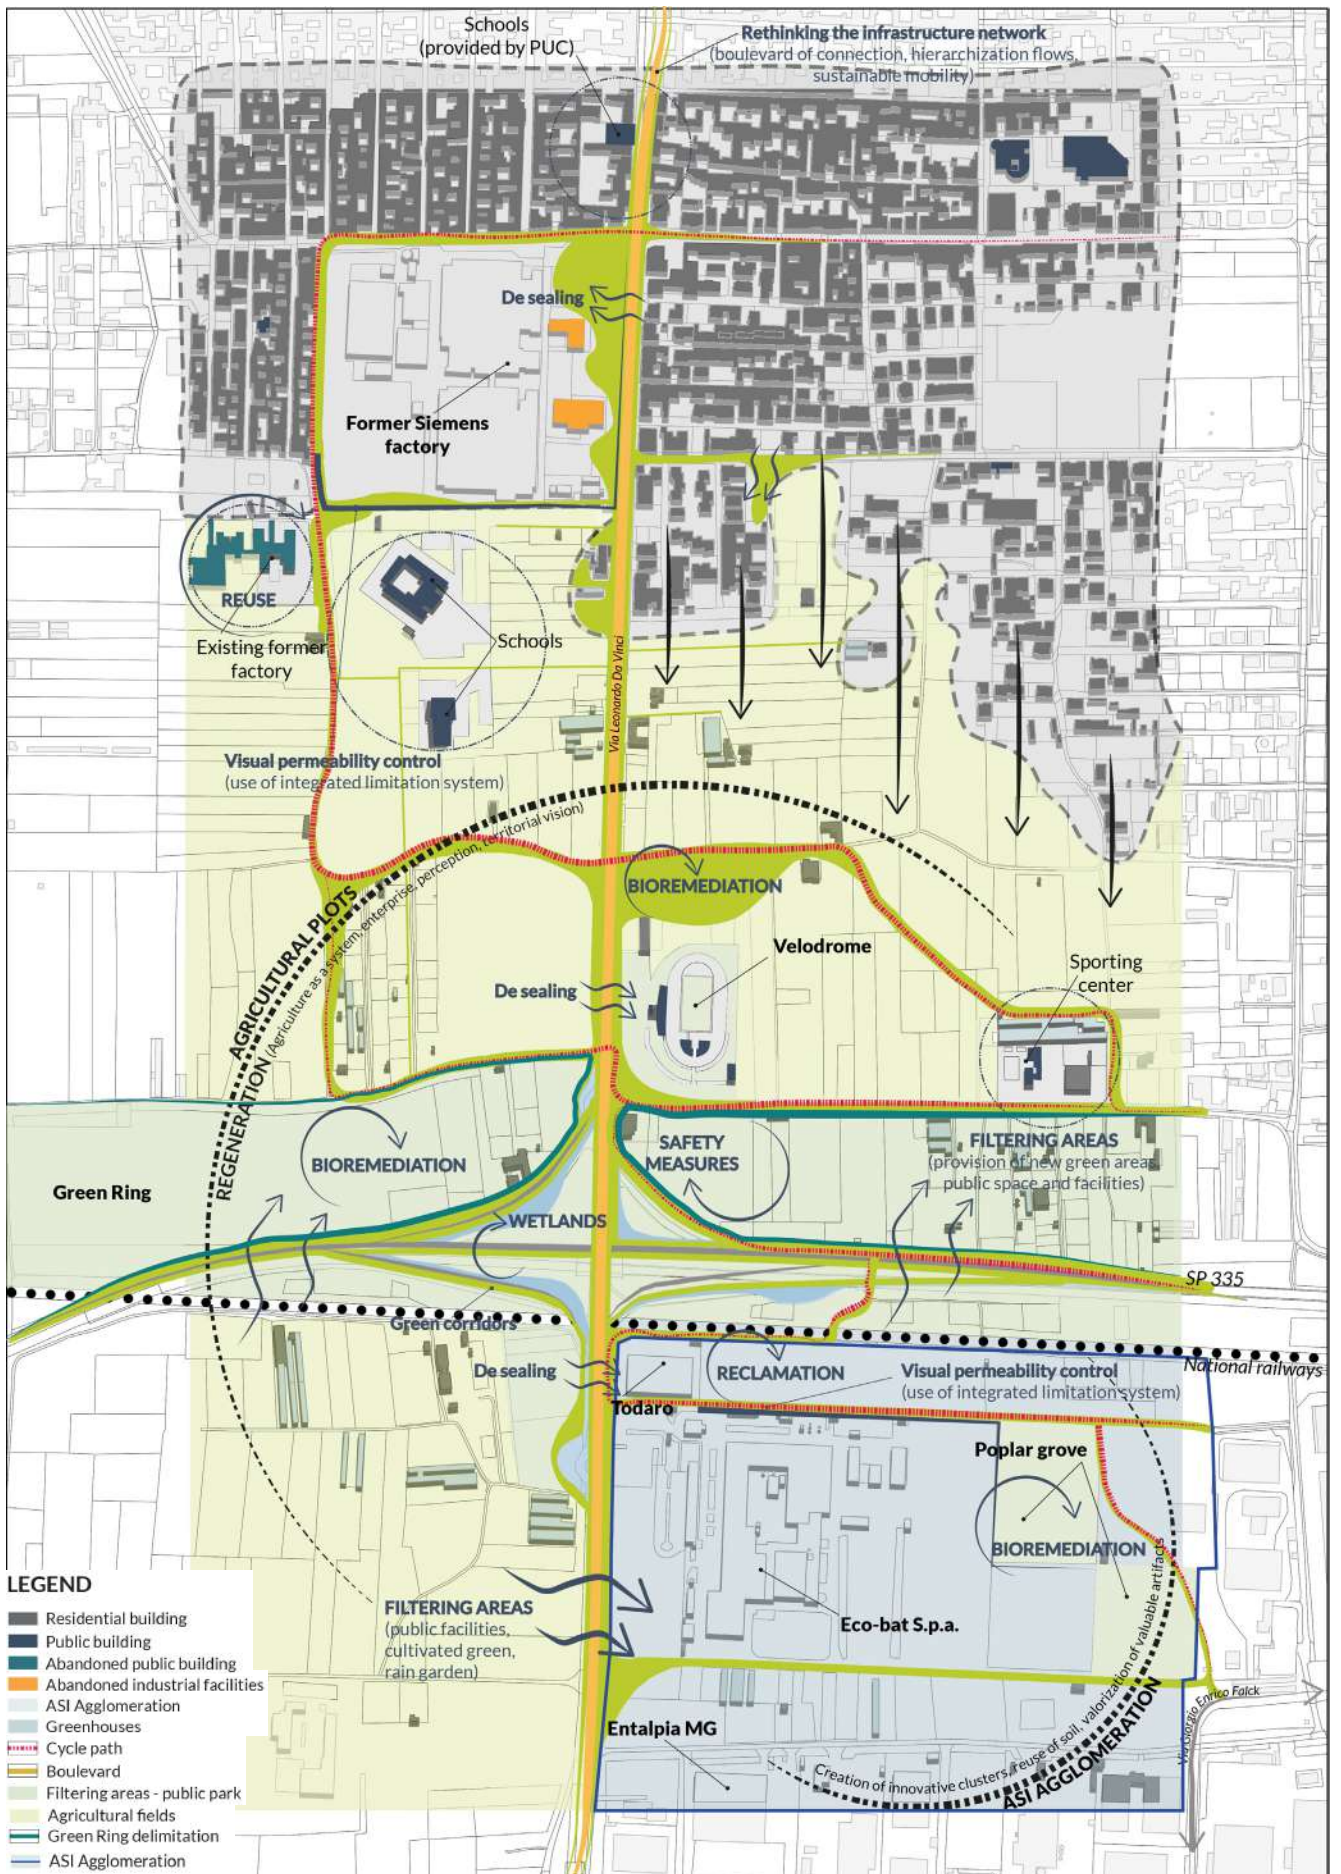 Schools
(provided by PUC)
Rethinking the infrastructure network
(boulevard of connection, hierarchization flows,
sustainable mobility)
De sealing
Former Siemens
factory
REUSE
Existing former
factory
Schools
Via Leonardo Da Vinci
Visual permeability control
(use of integrated limitation system)
AGRICULTURAL PLOTS
REGENERATION (Agriculture as a system, enterprise, perception, territorial vision)
BIOREMEDIATION
Velodrome
De sealing
Sporting
center
SAFETY
MEASURES
FILTERING AREAS
(provision of new green areas,
public space and facilities)
BIOREMEDIATION
Green Ring
WETLANDS
SP 335
Green corridors
National railways
De sealing
RECLAMATION
Visual permeability control
(use of integrated limitation system)
Todaro
Poplar grove
BIOREMEDIATION
FILTERING AREAS
(public facilities,
cultivated green,
rain garden)
Eco-bat S.p.a.
Entalpia MG
Creation of innovative clusters, reuse of soil, valorization of valuable artifacts
ASI AGGLOMERATION
Via Giorgio Enrico Falck
LEGEND
Residential building
Public building
Abandoned public building
Abandoned industrial facilities
ASI Agglomeration
Greenhouses
Cycle path
Boulevard
Filtering areas - public park
Agricultural fields
Green Ring delimitation
ASI Agglomeration